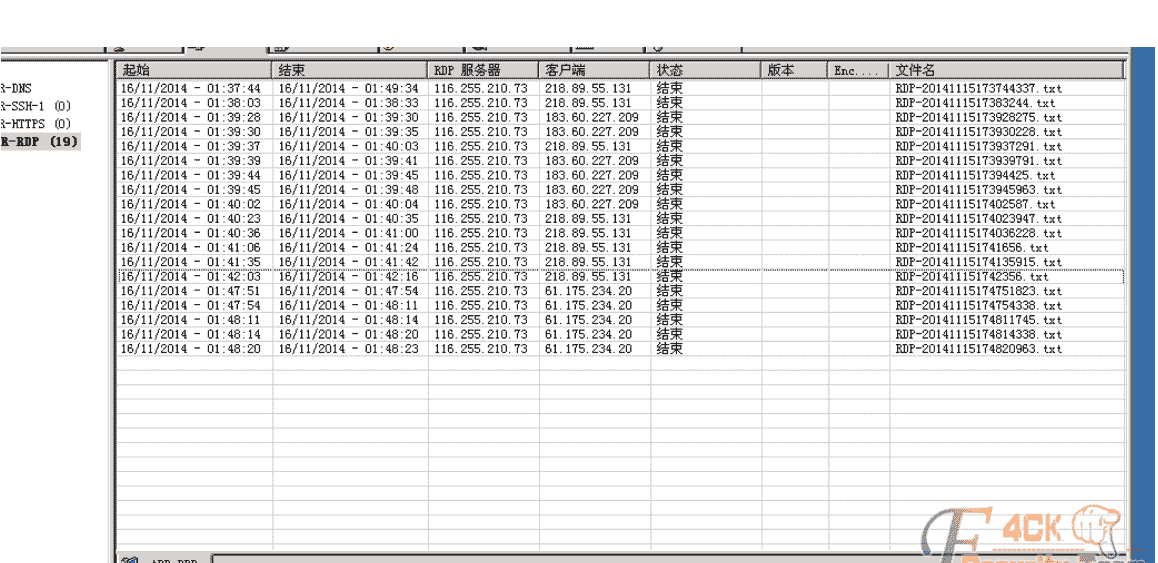 起始 结束 RDP 服务器 客户端 状态 版本 Enc.... 文件名
R-DNS
R-SSH-1 (0)
R-HTTPS (0)
R-RDP (19)
16/11/2014 - 01:37:44 16/11/2014 - 01:49:34 116.255.210.73 218.89.55.131 结束 RDP-20141115173744337.txt
16/11/2014 - 01:38:03 16/11/2014 - 01:38:33 116.255.210.73 218.89.55.131 结束 RDP-2014111517383244.txt
16/11/2014 - 01:39:28 16/11/2014 - 01:39:30 116.255.210.73 183.60.227.209 结束 RDP-20141115173928275.txt
16/11/2014 - 01:39:30 16/11/2014 - 01:39:35 116.255.210.73 183.60.227.209 结束 RDP-20141115173930228.txt
16/11/2014 - 01:39:37 16/11/2014 - 01:40:03 116.255.210.73 218.89.55.131 结束 RDP-20141115173937291.txt
16/11/2014 - 01:39:39 16/11/2014 - 01:39:41 116.255.210.73 183.60.227.209 结束 RDP-20141115173939791.txt
16/11/2014 - 01:39:44 16/11/2014 - 01:39:45 116.255.210.73 183.60.227.209 结束 RDP-2014111517394425.txt
16/11/2014 - 01:39:45 16/11/2014 - 01:39:48 116.255.210.73 183.60.227.209 结束 RDP-20141115173945963.txt
16/11/2014 - 01:40:02 16/11/2014 - 01:40:04 116.255.210.73 183.60.227.209 结束 RDP-2014111517402587.txt
16/11/2014 - 01:40:23 16/11/2014 - 01:40:35 116.255.210.73 218.89.55.131 结束 RDP-20141115174023947.txt
16/11/2014 - 01:40:36 16/11/2014 - 01:41:00 116.255.210.73 218.89.55.131 结束 RDP-20141115174036228.txt
16/11/2014 - 01:41:06 16/11/2014 - 01:41:24 116.255.210.73 218.89.55.131 结束 RDP-201411151741656.txt
16/11/2014 - 01:41:35 16/11/2014 - 01:41:42 116.255.210.73 218.89.55.131 结束 RDP-20141115174135915.txt
16/11/2014 - 01:42:03 16/11/2014 - 01:42:16 116.255.210.73 218.89.55.131 结束 RDP-201411151742356.txt
16/11/2014 - 01:47:51 16/11/2014 - 01:47:54 116.255.210.73 61.175.234.20 结束 RDP-20141115174751823.txt
16/11/2014 - 01:47:54 16/11/2014 - 01:48:11 116.255.210.73 61.175.234.20 结束 RDP-20141115174754338.txt
16/11/2014 - 01:48:11 16/11/2014 - 01:48:14 116.255.210.73 61.175.234.20 结束 RDP-20141115174811745.txt
16/11/2014 - 01:48:14 16/11/2014 - 01:48:20 116.255.210.73 61.175.234.20 结束 RDP-20141115174814338.txt
16/11/2014 - 01:48:20 16/11/2014 - 01:48:23 116.255.210.73 61.175.234.20 结束 RDP-20141115174820963.txt
F4CK